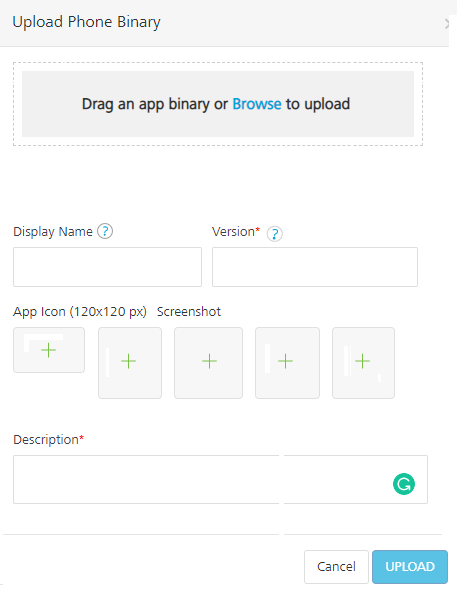 Upload Phone Binary
Drag an app binary or Browse to upload
Display Name ? Version* ?
App Icon (120x120 px) Screenshot
Description*
Cancel UPLOAD